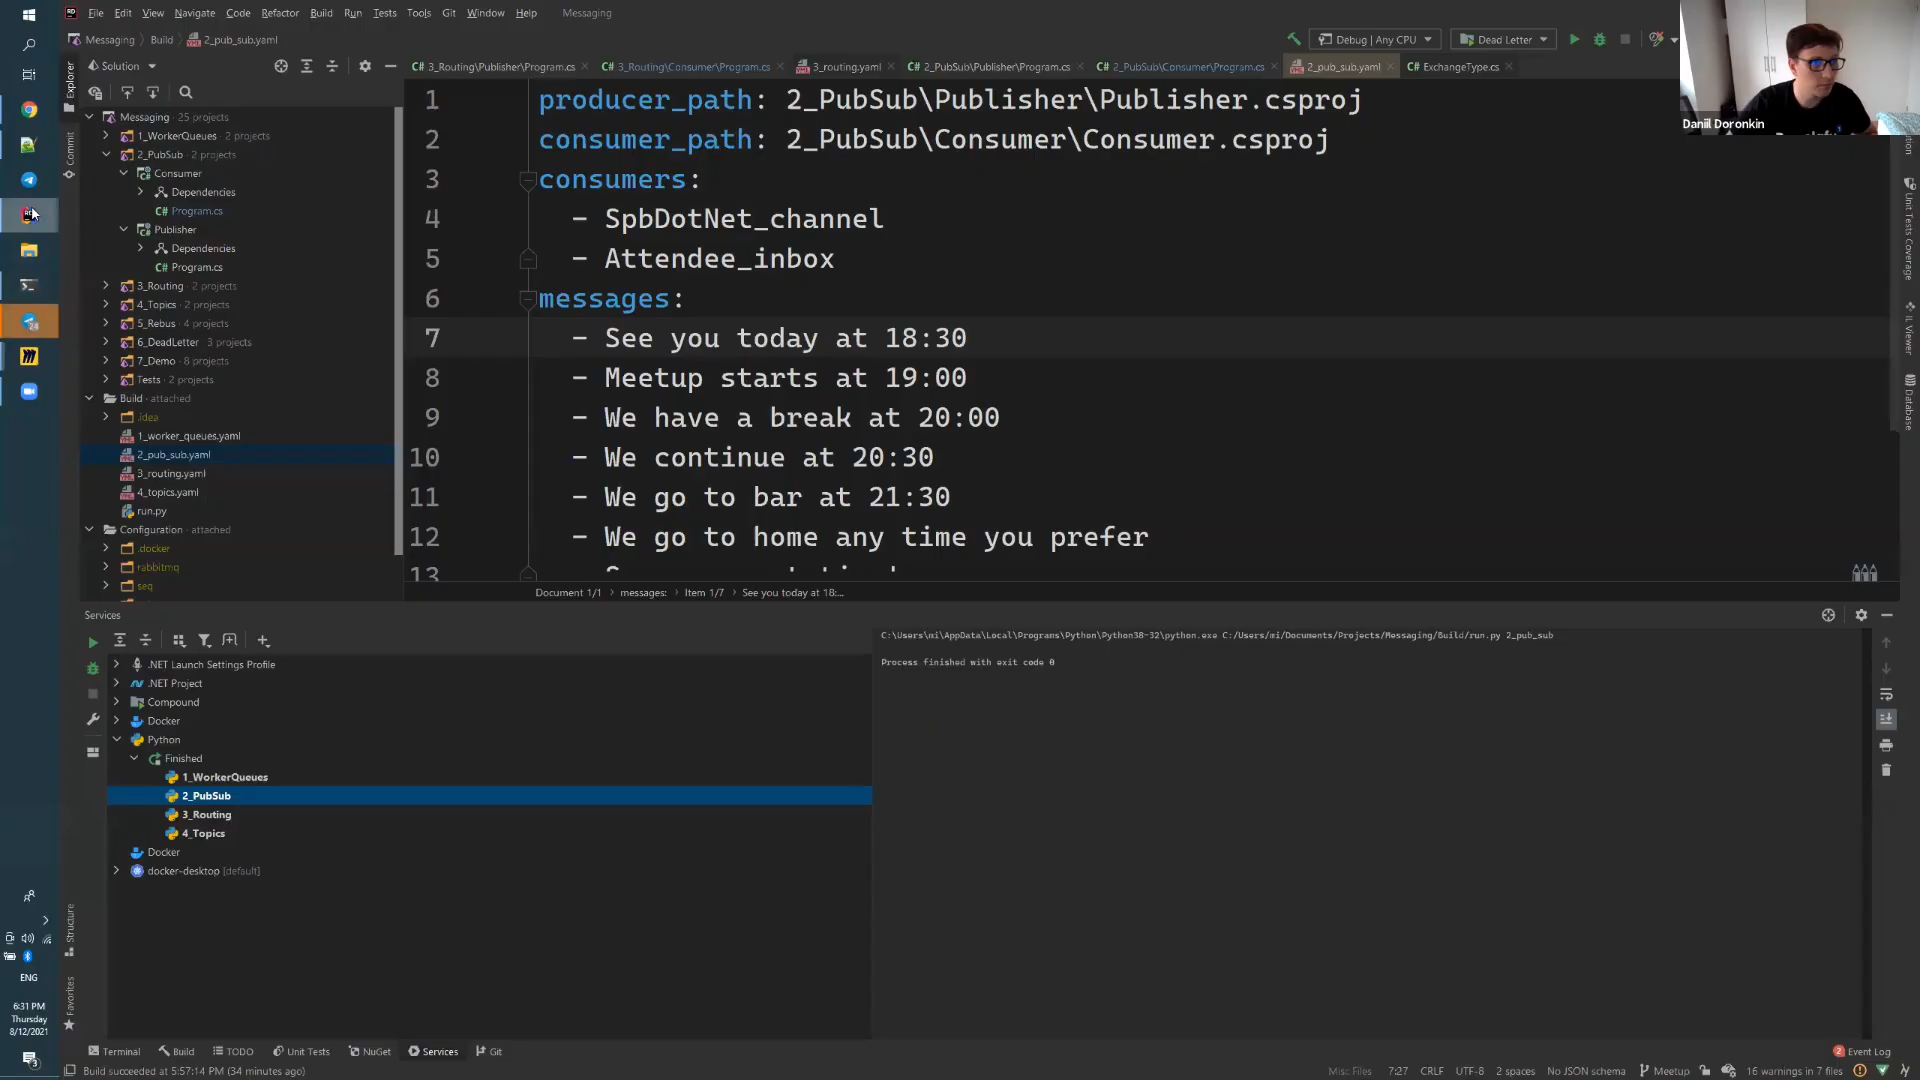 File Edit View Navigate Code Refactor Build Run Tests Tools Git Window Help Messaging
Messaging Build 2_pub_sub.yaml
Debug | Any CPU Dead Letter
Daniil Doronkin
Solution
3_Routing\Publisher\Program.cs 3_Routing\Consumer\Program.cs 3_routing.yaml 2_PubSub\Publisher\Program.cs 2_PubSub\Consumer\Program.cs 2_pub_sub.yaml ExchangeType.cs
Explorer
Commit
Messaging 25 projects
1_WorkerQueues 2 projects
2_PubSub 2 projects
Consumer
Dependencies
Program.cs
Publisher
Dependencies
Program.cs
3_Routing 2 projects
4_Topics 2 projects
5_Rebus 4 projects
6_DeadLetter 3 projects
7_Demo 8 projects
Tests 2 projects
Build attached
.idea
1_worker_queues.yaml
2_pub_sub.yaml
3_routing.yaml
4_topics.yaml
run.py
Configuration attached
.docker
rabbitmq
seq
1 producer_path: 2_PubSub\Publisher\Publisher.csproj
2 consumer_path: 2_PubSub\Consumer\Consumer.csproj
3 consumers:
4 - SpbDotNet_channel
5 - Attendee_inbox
6 messages:
7 - See you today at 18:30
8 - Meetup starts at 19:00
9 - We have a break at 20:00
10 - We continue at 20:30
11 - We go to bar at 21:30
12 - We go to home any time you prefer
13
Document 1/1 messages: Item 1/7 See you today at 18:...
Unit Tests Coverage
IL Viewer
Database
Services
.NET Launch Settings Profile
.NET Project
Compound
Docker
Python
Finished
1_WorkerQueues
2_PubSub
3_Routing
4_Topics
Docker
docker-desktop [default]
C:\Users\mi\AppData\Local\Programs\Python\Python38-32\python.exe C:/Users/mi/Documents/Projects/Messaging/Build/run.py 2_pub_sub
Process finished with exit code 0
Structure
Favorites
ENG
6:31 PM
Thursday
8/12/2021
Terminal Build TODO Unit Tests NuGet Services Git
2 Event Log
Build succeeded at 5:57:14 PM (34 minutes ago)
Misc Files 7:27 CRLF UTF-8 2 spaces No JSON schema Meetup 16 warnings in 7 files